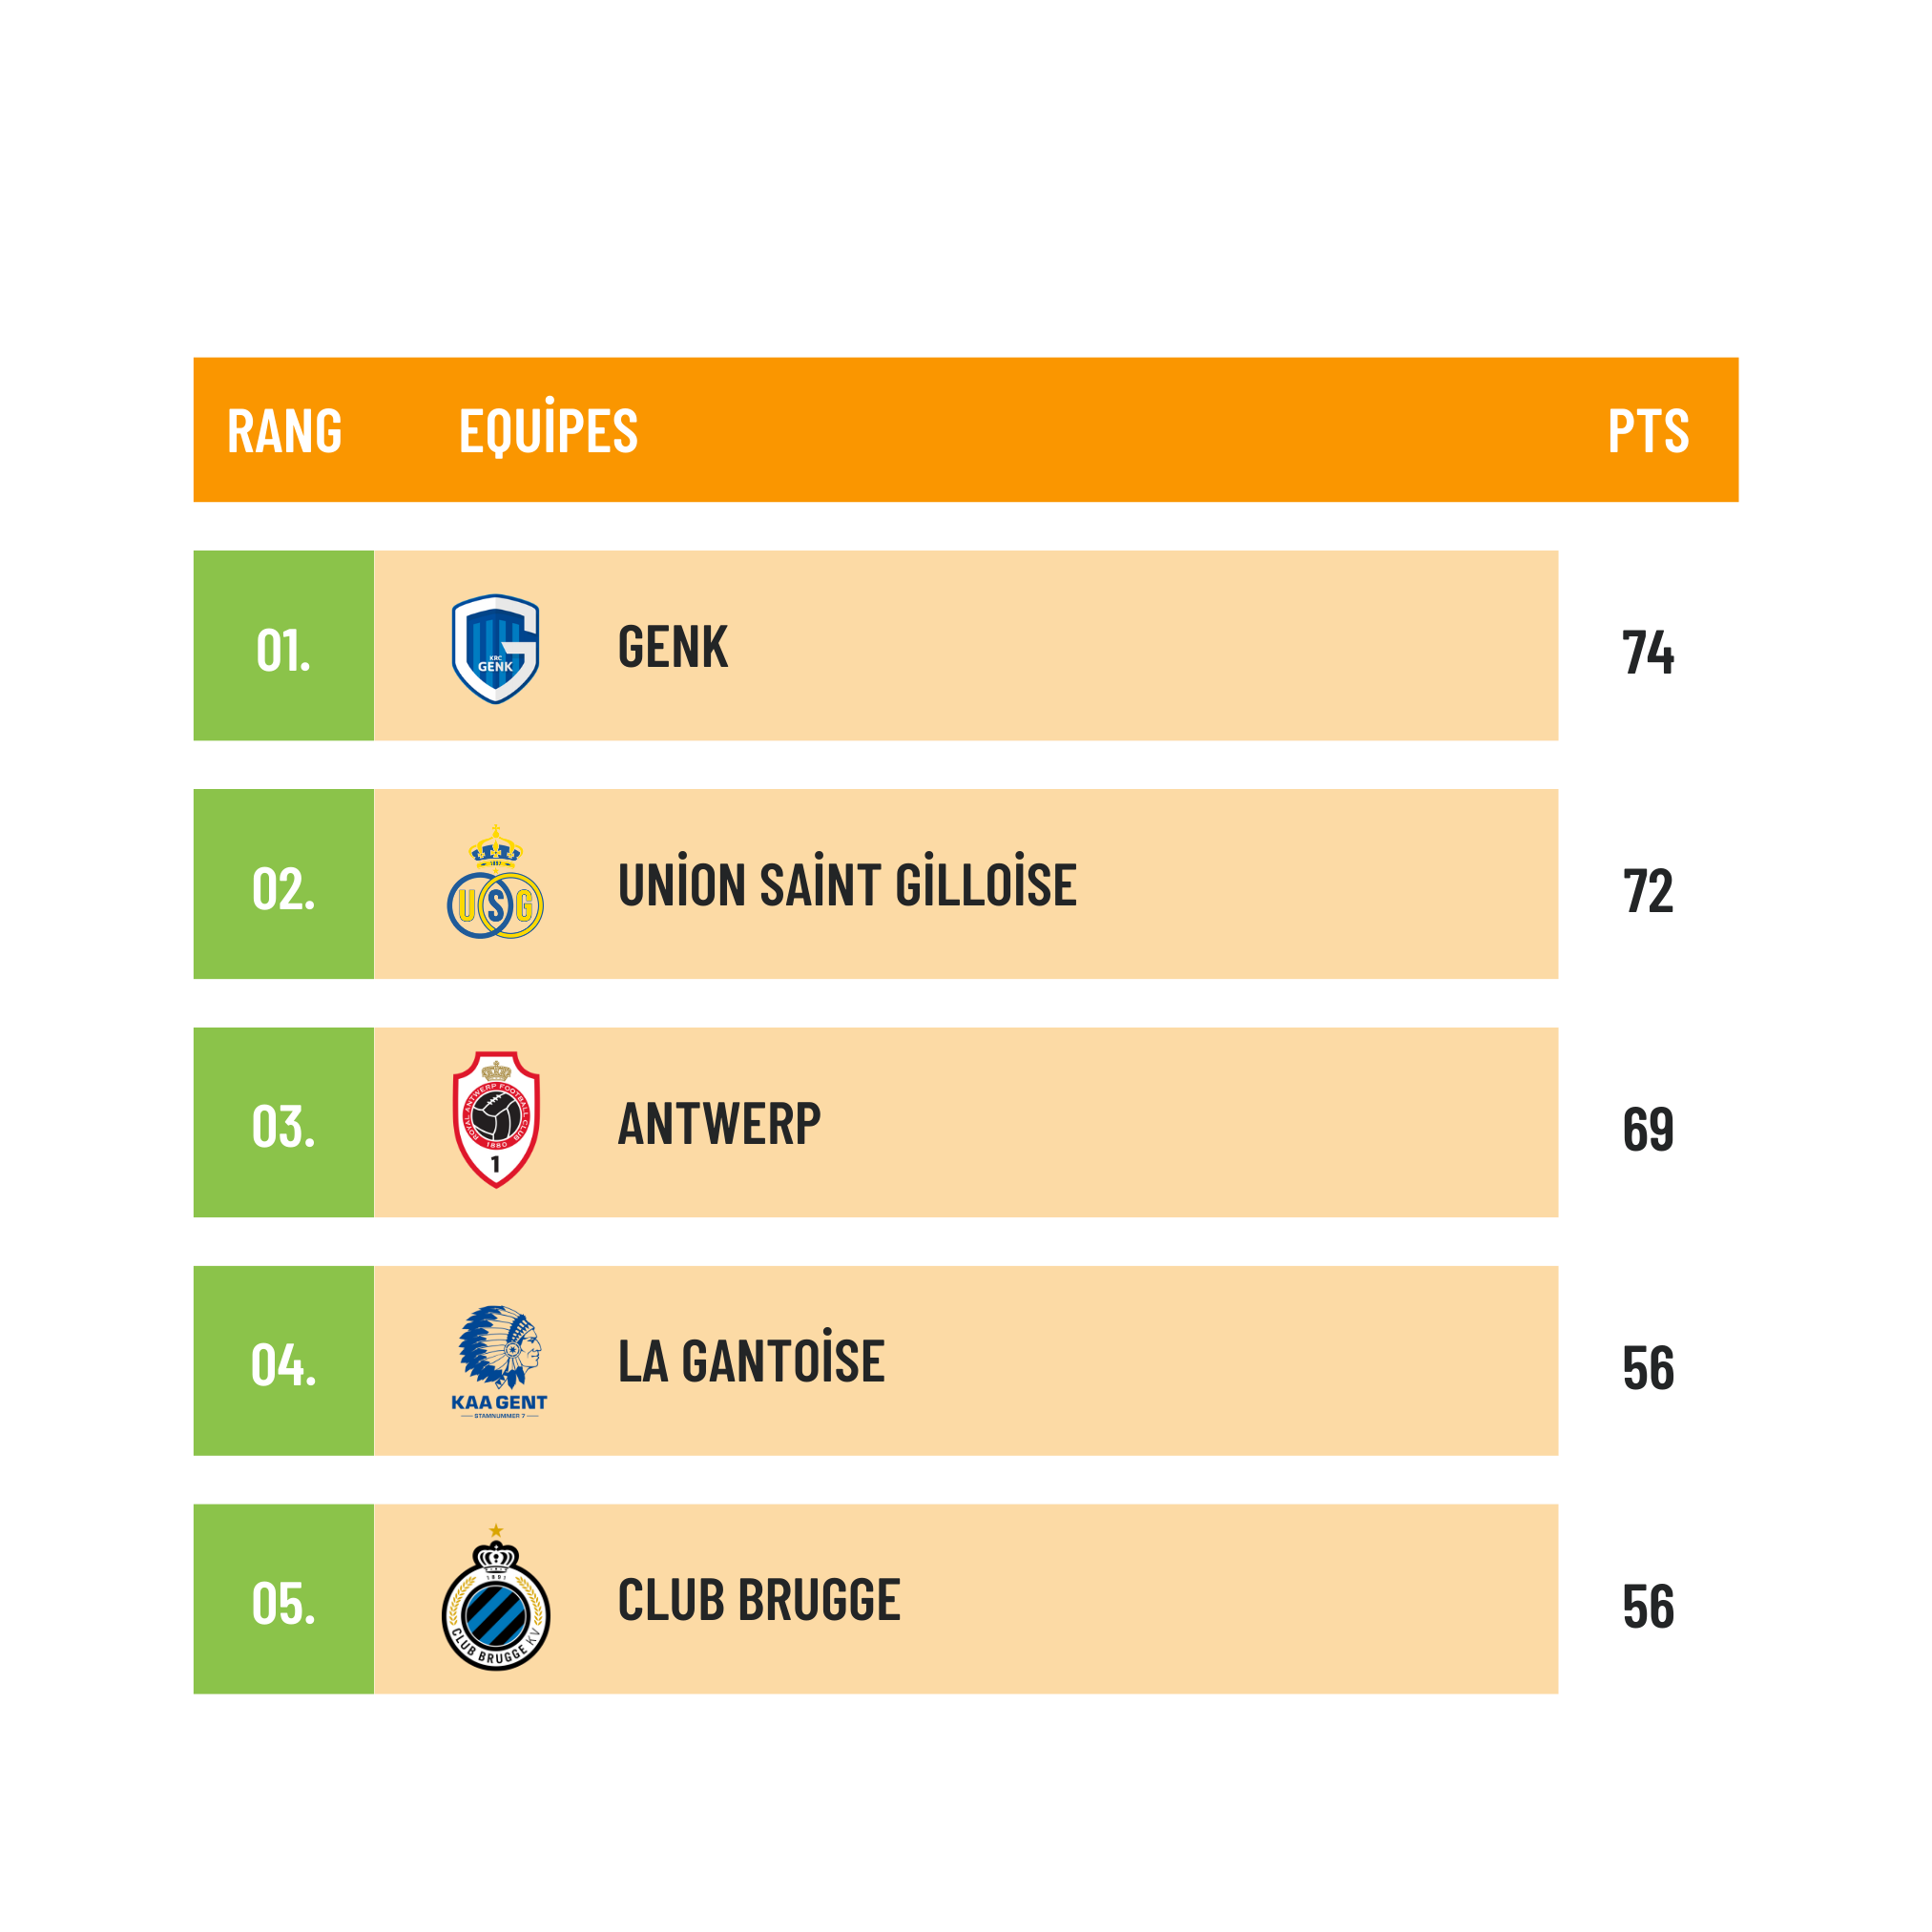 RANG EQUİPES PTS
01. KRC GENK GENK 74
02. 1897 USG UNİON SAİNT GİLLOİSE 72
03. ROYAL ANTWERP FOOTBALL CLUB 1880 1 ANTWERP 69
04. KAA GENT STAMNUMMER 7 LA GANTOİSE 56
05. 1891 CLUB BRUGGE KV CLUB BRUGGE 56